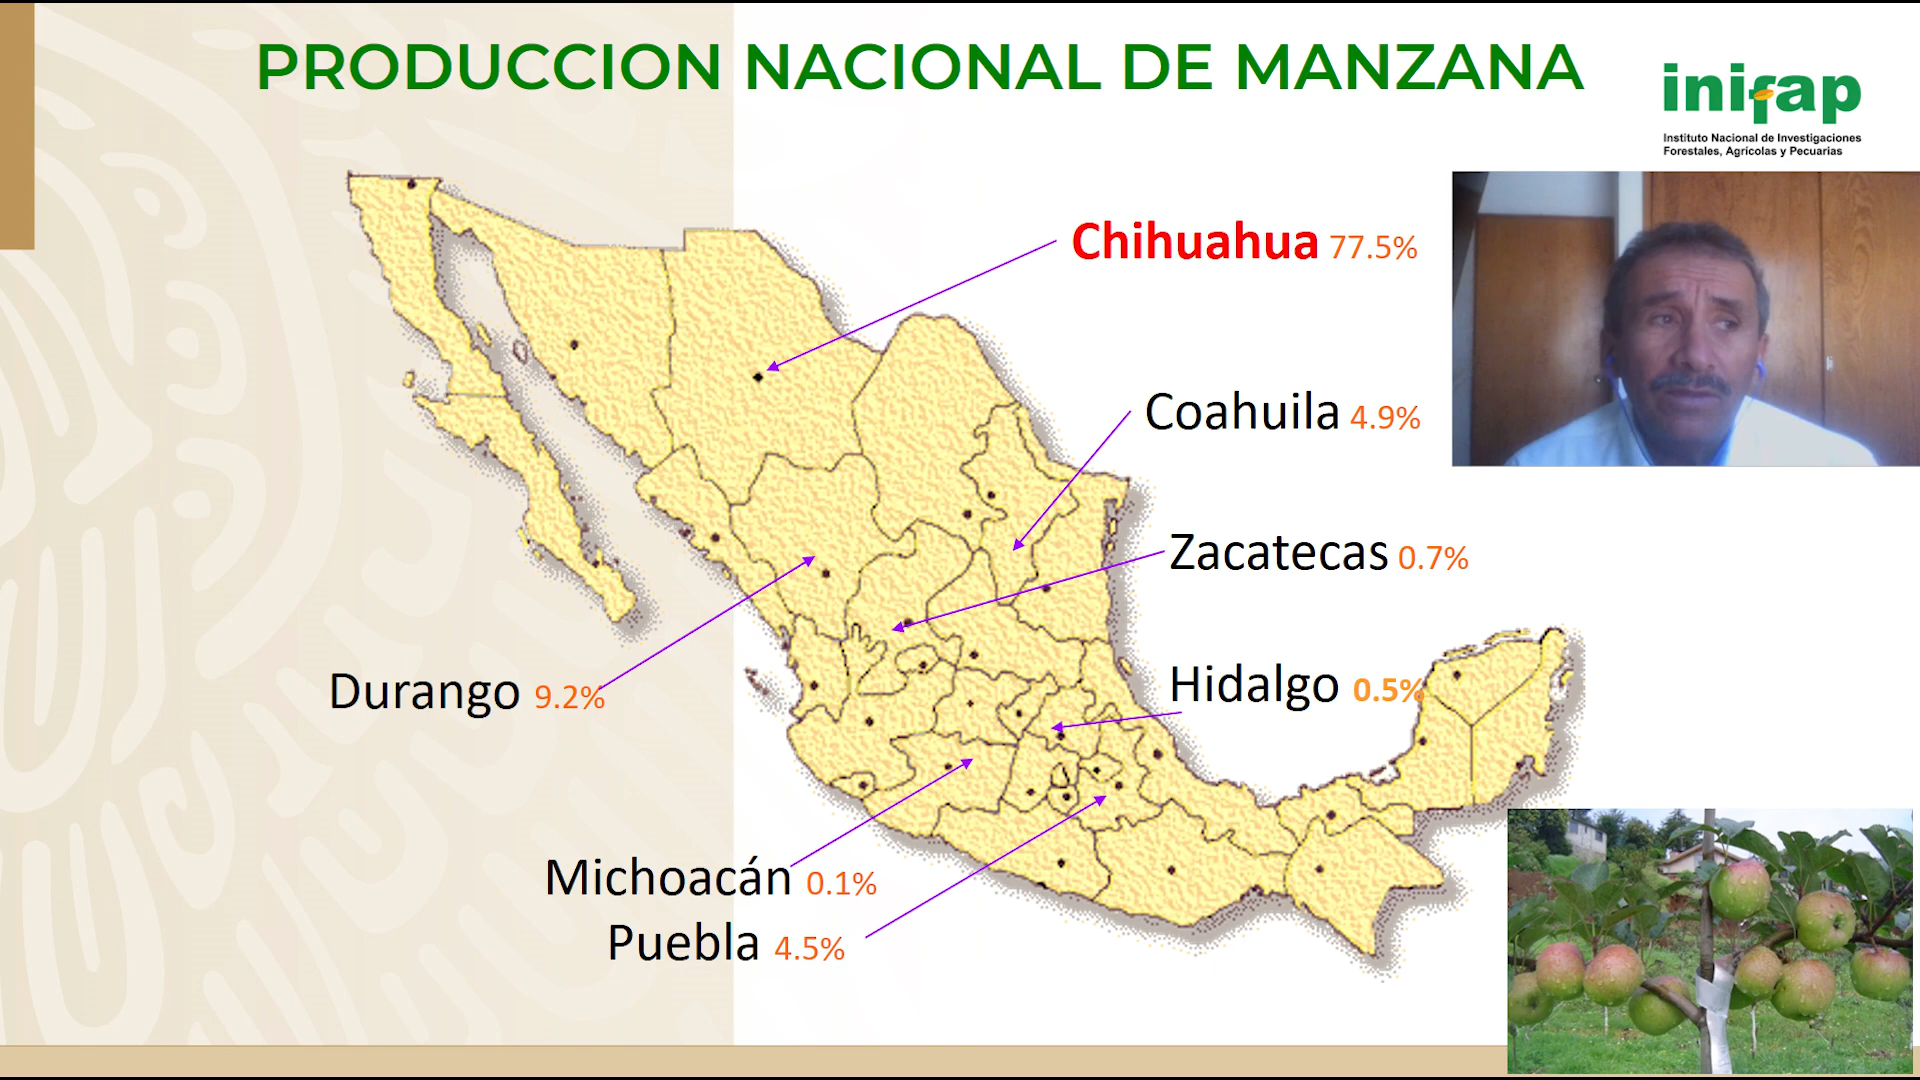 PRODUCCION NACIONAL DE MANZANA
inifap
Instituto Nacional de Investigaciones
Forestales, Agrícolas y Pecuarias
Chihuahua 77.5%
Coahuila 4.9%
Zacatecas 0.7%
Durango 9.2%
Hidalgo 0.5%
Michoacán 0.1%
Puebla 4.5%